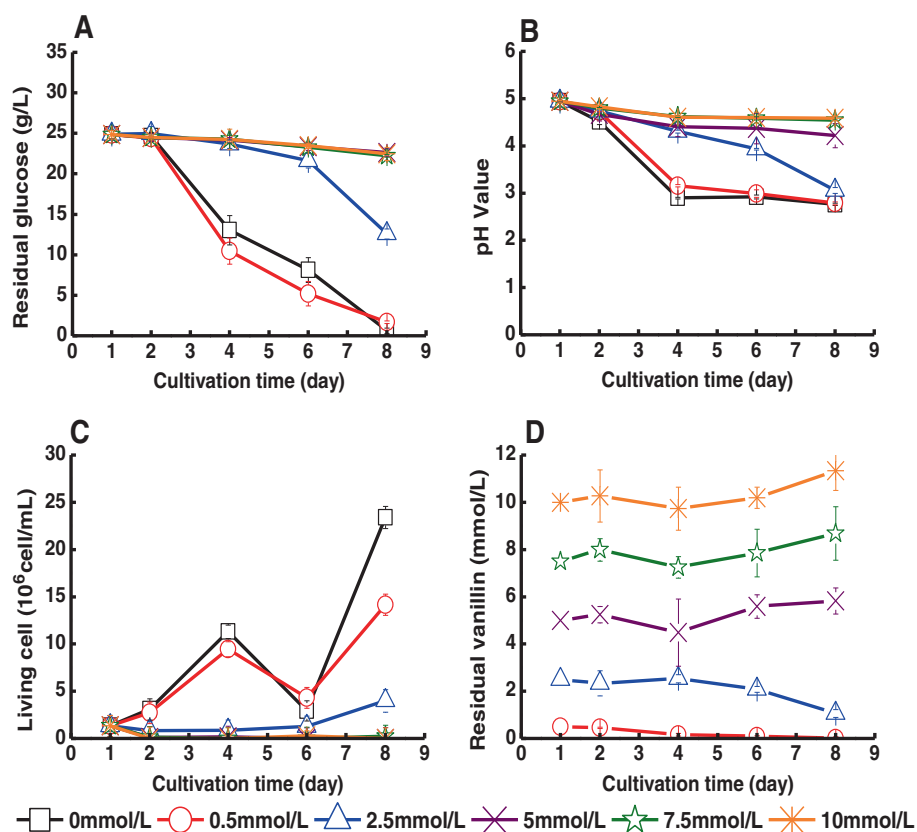 A
Residual glucose (g/L)
40
35
30
25
20
15
10
5
0
0 1 2 3 4 5 6 7 8 9
Cultivation time (day)
B
pH Value
6
5
4
3
2
1
0
0 1 2 3 4 5 6 7 8 9
Cultivation time (day)
C
Living cell (10⁶cell/mL)
30
25
20
15
10
5
0
0 1 2 3 4 5 6 7 8 9
Cultivation time (day)
D
Residual vanillin (mmol/L)
12
10
8
6
4
2
0
0 1 2 3 4 5 6 7 8 9
Cultivation time (day)
0mmol/L 0.5mmol/L 2.5mmol/L 5mmol/L 7.5mmol/L 10mmol/L